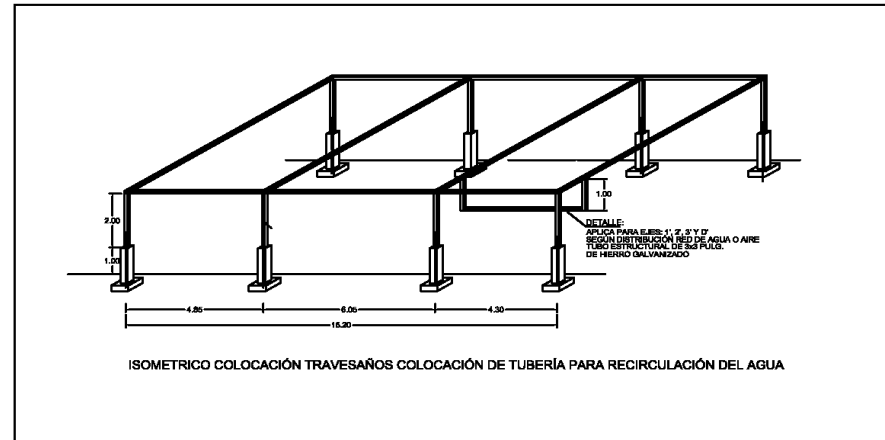 1.00
2.00
DETALLE:
APLICA PARA EJES: 1', 2', 3' Y D'
SEGÚN DISTRIBUCIÓN RED DE AGUA O AIRE
TUBO ESTRUCTURAL DE 3x3 PULG.
DE HIERRO GALVANIZADO
1.00
4.85 6.05 4.30
15.20
ISOMETRICO COLOCACIÓN TRAVESAÑOS COLOCACIÓN DE TUBERÍA PARA RECIRCULACIÓN DEL AGUA